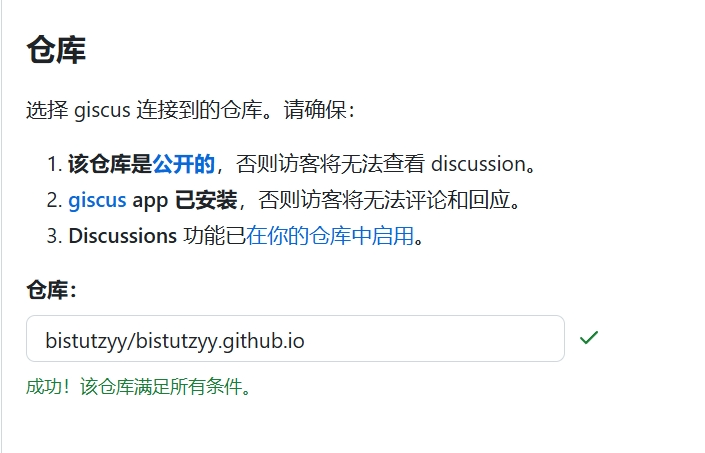 仓库
选择 giscus 连接到的仓库。请确保：
1. 该仓库是公开的，否则访客将无法查看 discussion。
2. giscus app 已安装，否则访客将无法评论和回应。
3. Discussions 功能已在你的仓库中启用。
仓库：
bistutzyy/bistutzyy.github.io
成功！该仓库满足所有条件。